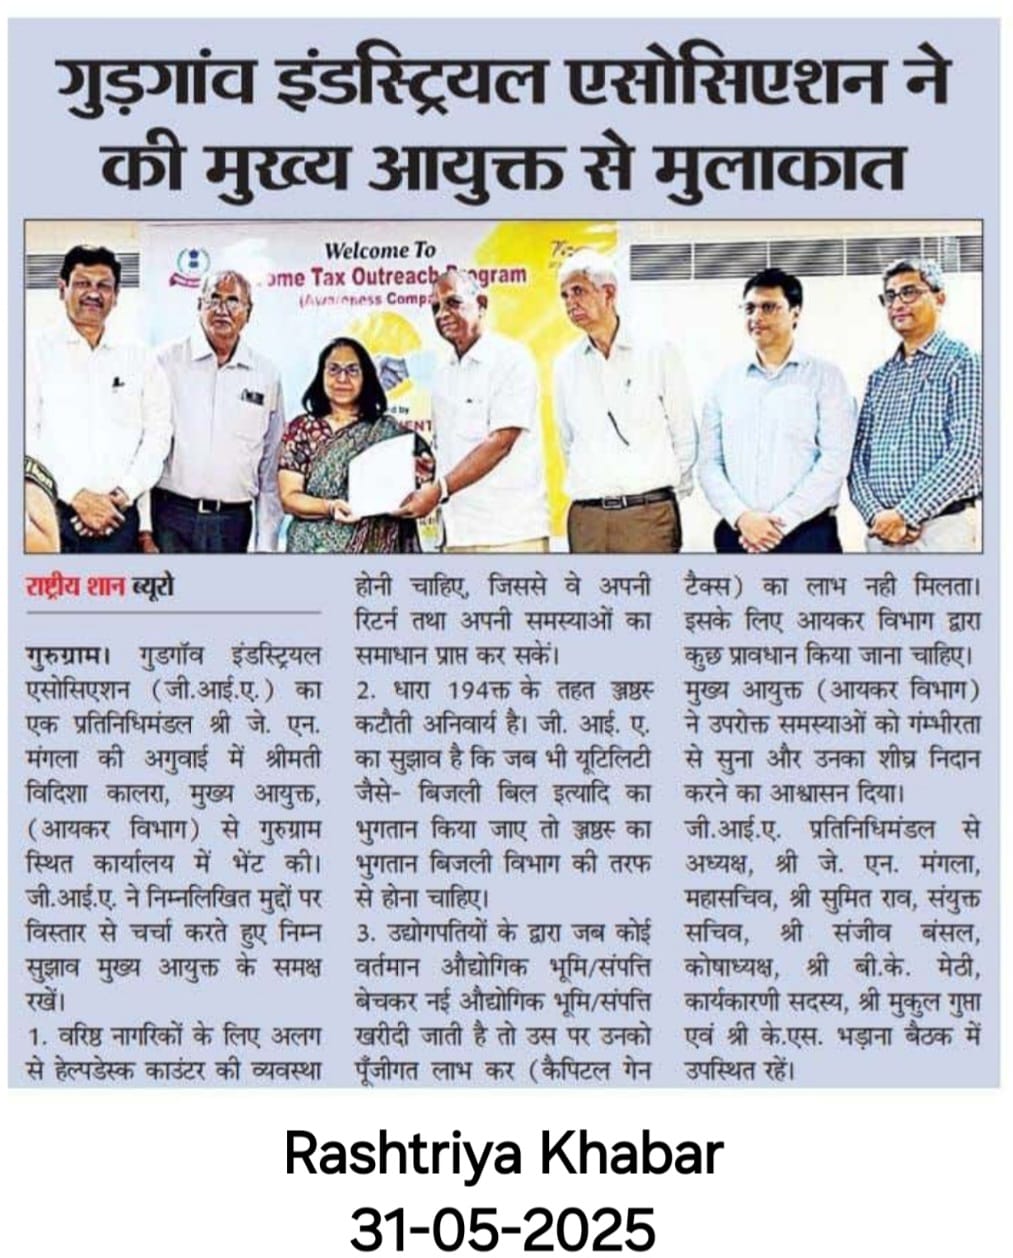 गुड़गांव इंडस्ट्रियल एसोसिएशन ने
की मुख्य आयुक्त से मुलाकात
Welcome To
ome Tax Outreach Program
(Awareness Comp
राष्ट्रीय शान ब्यूरो
गुरुग्राम। गुडगॉव इंडस्ट्रियल
एसोसिएशन (जी.आई.ए.) का
एक प्रतिनिधिमंडल श्री जे. एन.
मंगला की अगुवाई में श्रीमती
विदिशा कालरा, मुख्य आयुक्त,
(आयकर विभाग) से गुरुग्राम
स्थित कार्यालय में भेंट की।
जी.आई.ए. ने निम्नलिखित मुद्दों पर
विस्तार से चर्चा करते हुए निम्न
सुझाव मुख्य आयुक्त के समक्ष
रखें।
1. वरिष्ठ नागरिकों के लिए अलग
से हेल्पडेस्क काउंटर की व्यवस्था
होनी चाहिए, जिससे वे अपनी
रिटर्न तथा अपनी समस्याओं का
समाधान प्राप्त कर सकें।
2. धारा 194क्त के तहत ञ्जष्ठस्
कटौती अनिवार्य है। जी. आई. ए.
का सुझाव है कि जब भी यूटिलिटी
जैसे- बिजली बिल इत्यादि का
भुगतान किया जाए तो ञ्जष्ठस् का
भुगतान बिजली विभाग की तरफ
से होना चाहिए।
3. उद्योगपतियों के द्वारा जब कोई
वर्तमान औद्योगिक भूमि/संपत्ति
बेचकर नई औद्योगिक भूमि/संपत्ति
खरीदी जाती है तो उस पर उनको
पूँजीगत लाभ कर (कैपिटल गेन
टैक्स) का लाभ नही मिलता।
इसके लिए आयकर विभाग द्वारा
कुछ प्रावधान किया जाना चाहिए।
मुख्य आयुक्त (आयकर विभाग)
ने उपरोक्त समस्याओं को गंम्भीरता
से सुना और उनका शीघ्र निदान
करने का आश्वासन दिया।
जी.आई.ए. प्रतिनिधिमंडल से
अध्यक्ष, श्री जे. एन. मंगला,
महासचिव, श्री सुमित राव, संयुक्त
सचिव, श्री संजीव बंसल,
कोषाध्यक्ष, श्री बी.के. मेठी,
कार्यकारणी सदस्य, श्री मुकुल गुप्ता
एवं श्री के.एस. भड़ाना बैठक में
उपस्थित रहें।
Rashtriya Khabar
31-05-2025